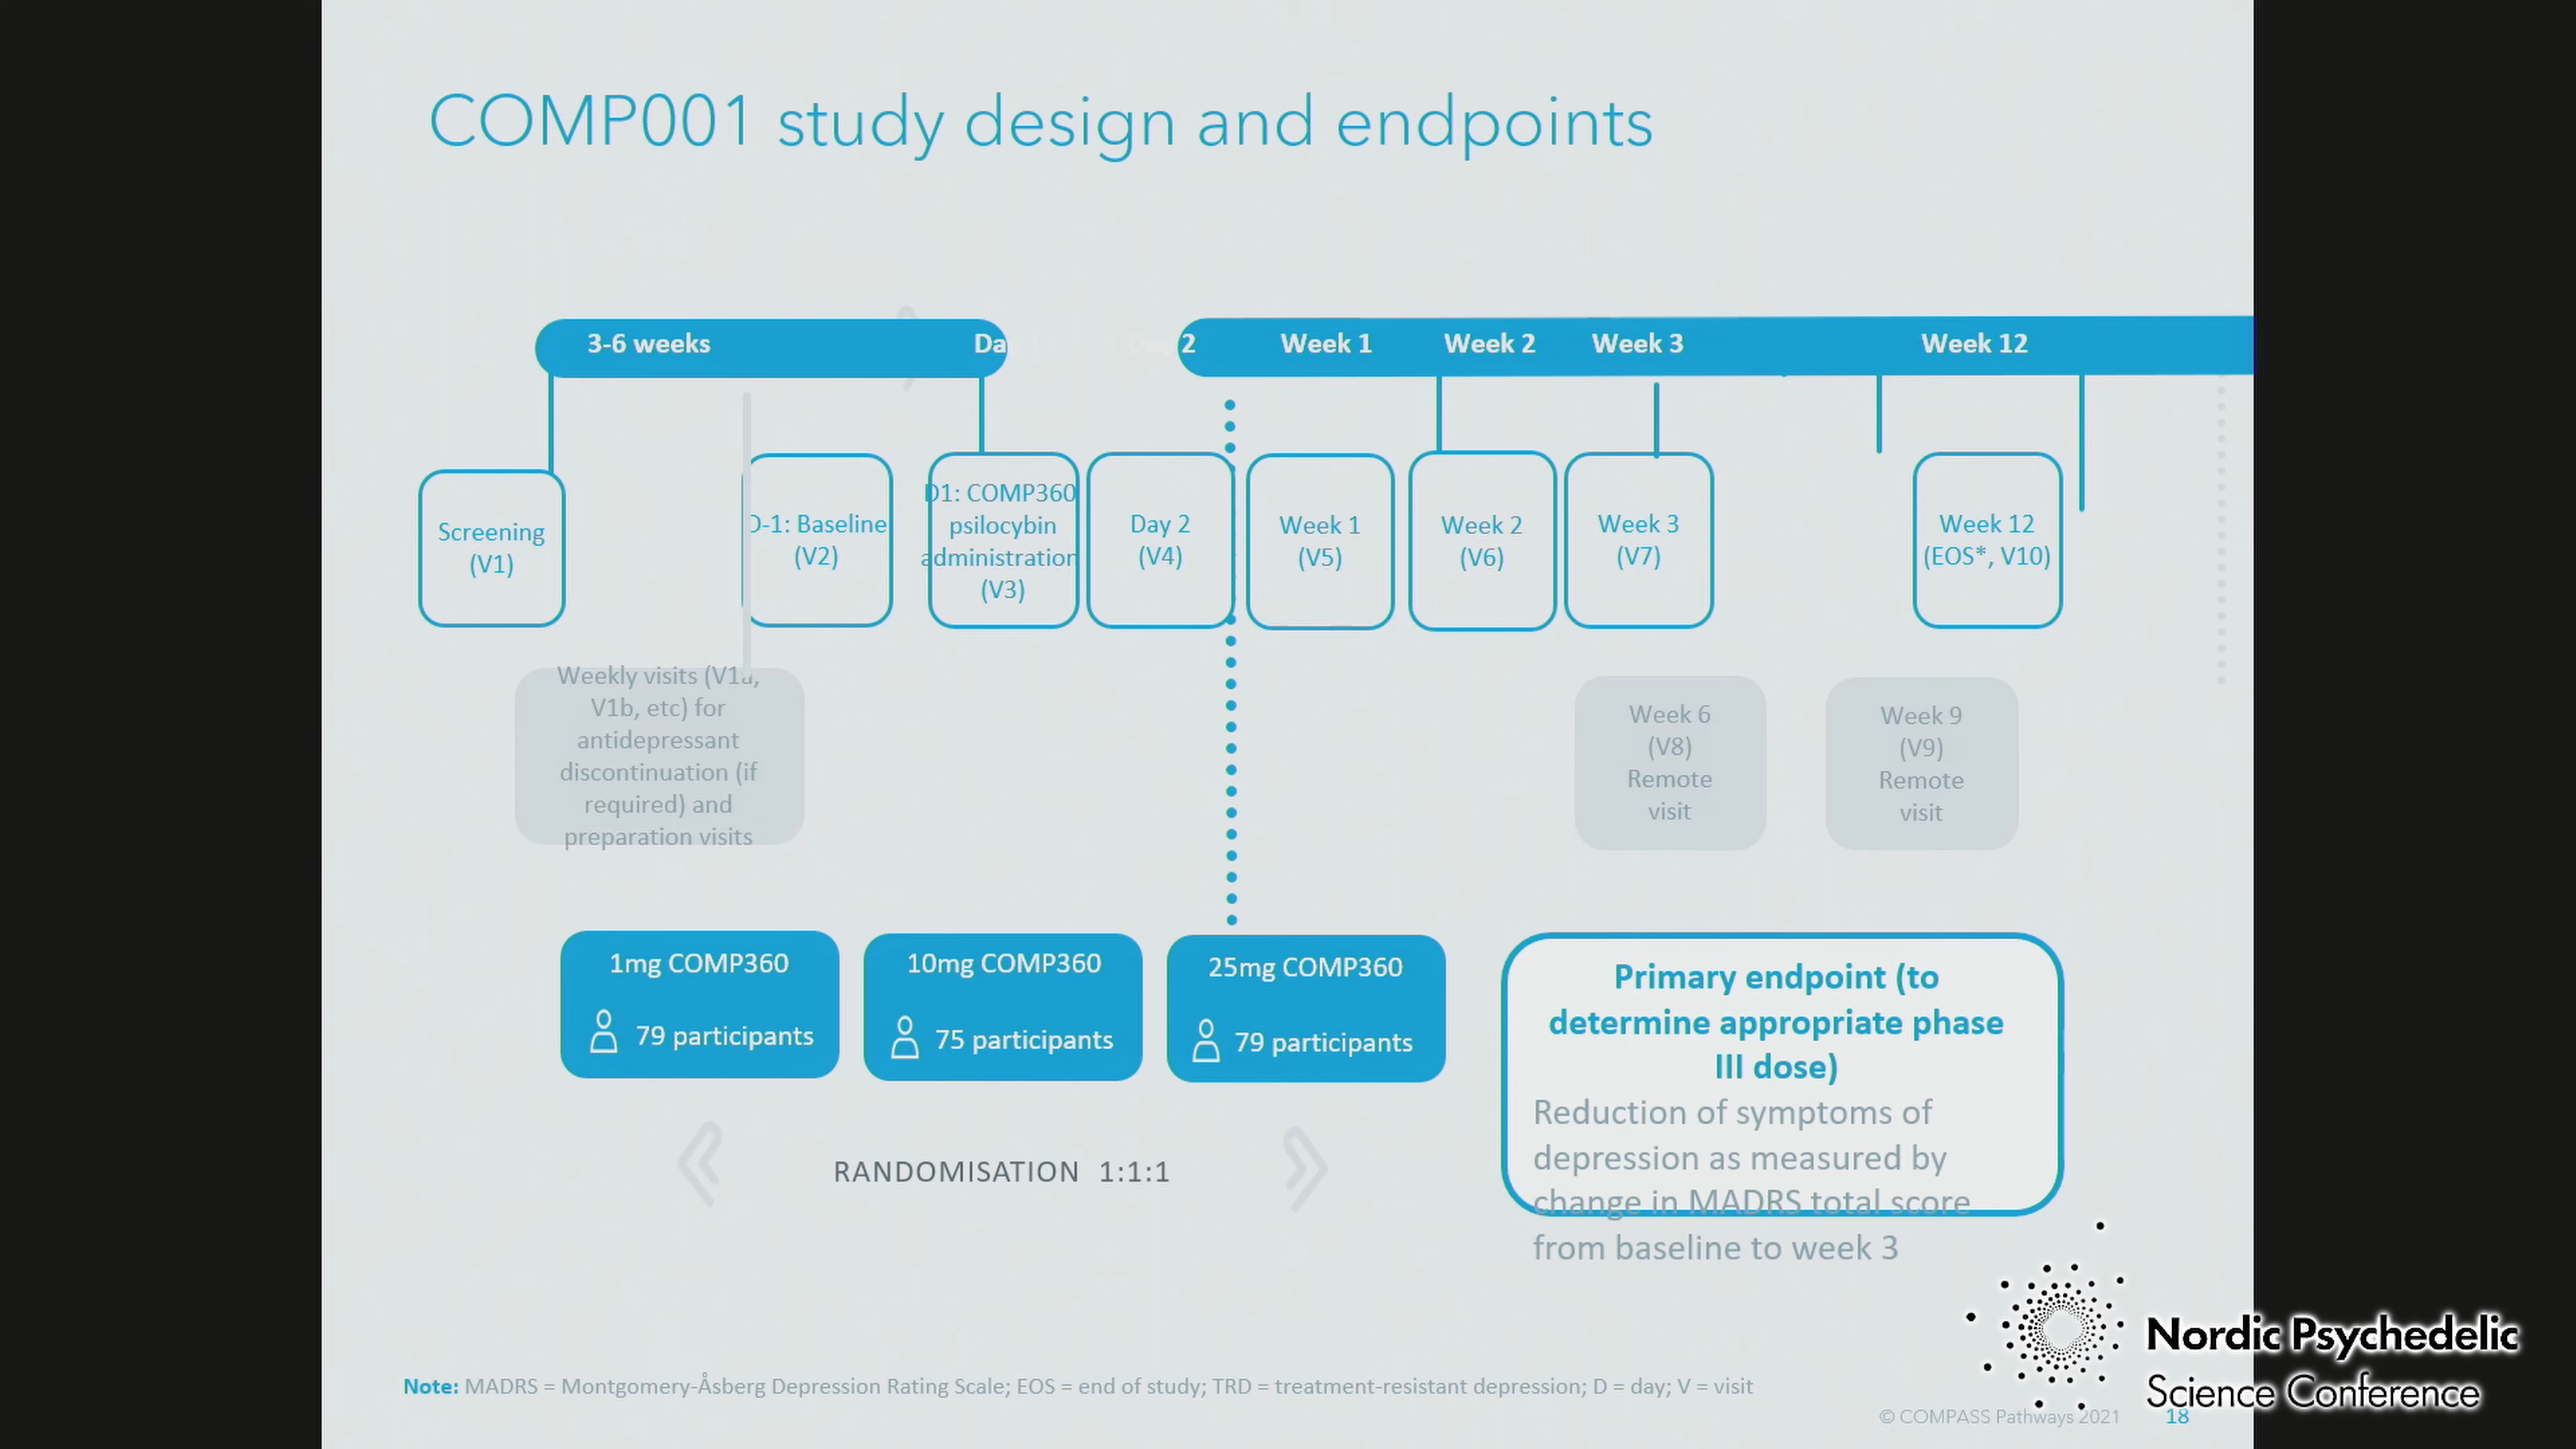 COMP001 study design and endpoints
3-6 weeks
Da
2
Week 1
Week 2
Week 3
Week 12
Screening
(V1)
D-1: Baseline
(V2)
D1: COMP360
psilocybin
administration
(V3)
Day 2
(V4)
Week 1
(V5)
Week 2
(V6)
Week 3
(V7)
Week 12
(EOS*, V10)
Weekly visits (V1a,
V1b, etc) for
antidepressant
discontinuation (if
required) and
preparation visits
Week 6
(V8)
Remote
visit
Week 9
(V9)
Remote
visit
1mg COMP360
79 participants
10mg COMP360
75 participants
25mg COMP360
79 participants
RANDOMISATION 1:1:1
Primary endpoint (to
determine appropriate phase
III dose)
Reduction of symptoms of
depression as measured by
change in MADRS total score
from baseline to week 3
Note: MADRS = Montgomery-Åsberg Depression Rating Scale; EOS = end of study; TRD = treatment-resistant depression; D = day; V = visit
© COMPASS Pathways 2021
18
Nordic Psychedelic
Science Conference